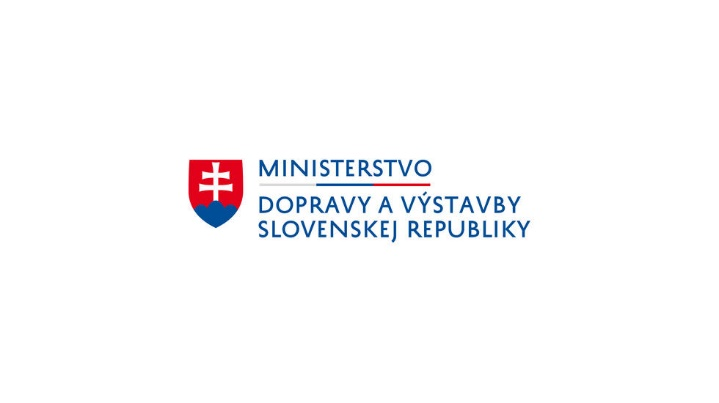 MINISTERSTVO
DOPRAVY A VÝSTAVBY
SLOVENSKEJ REPUBLIKY